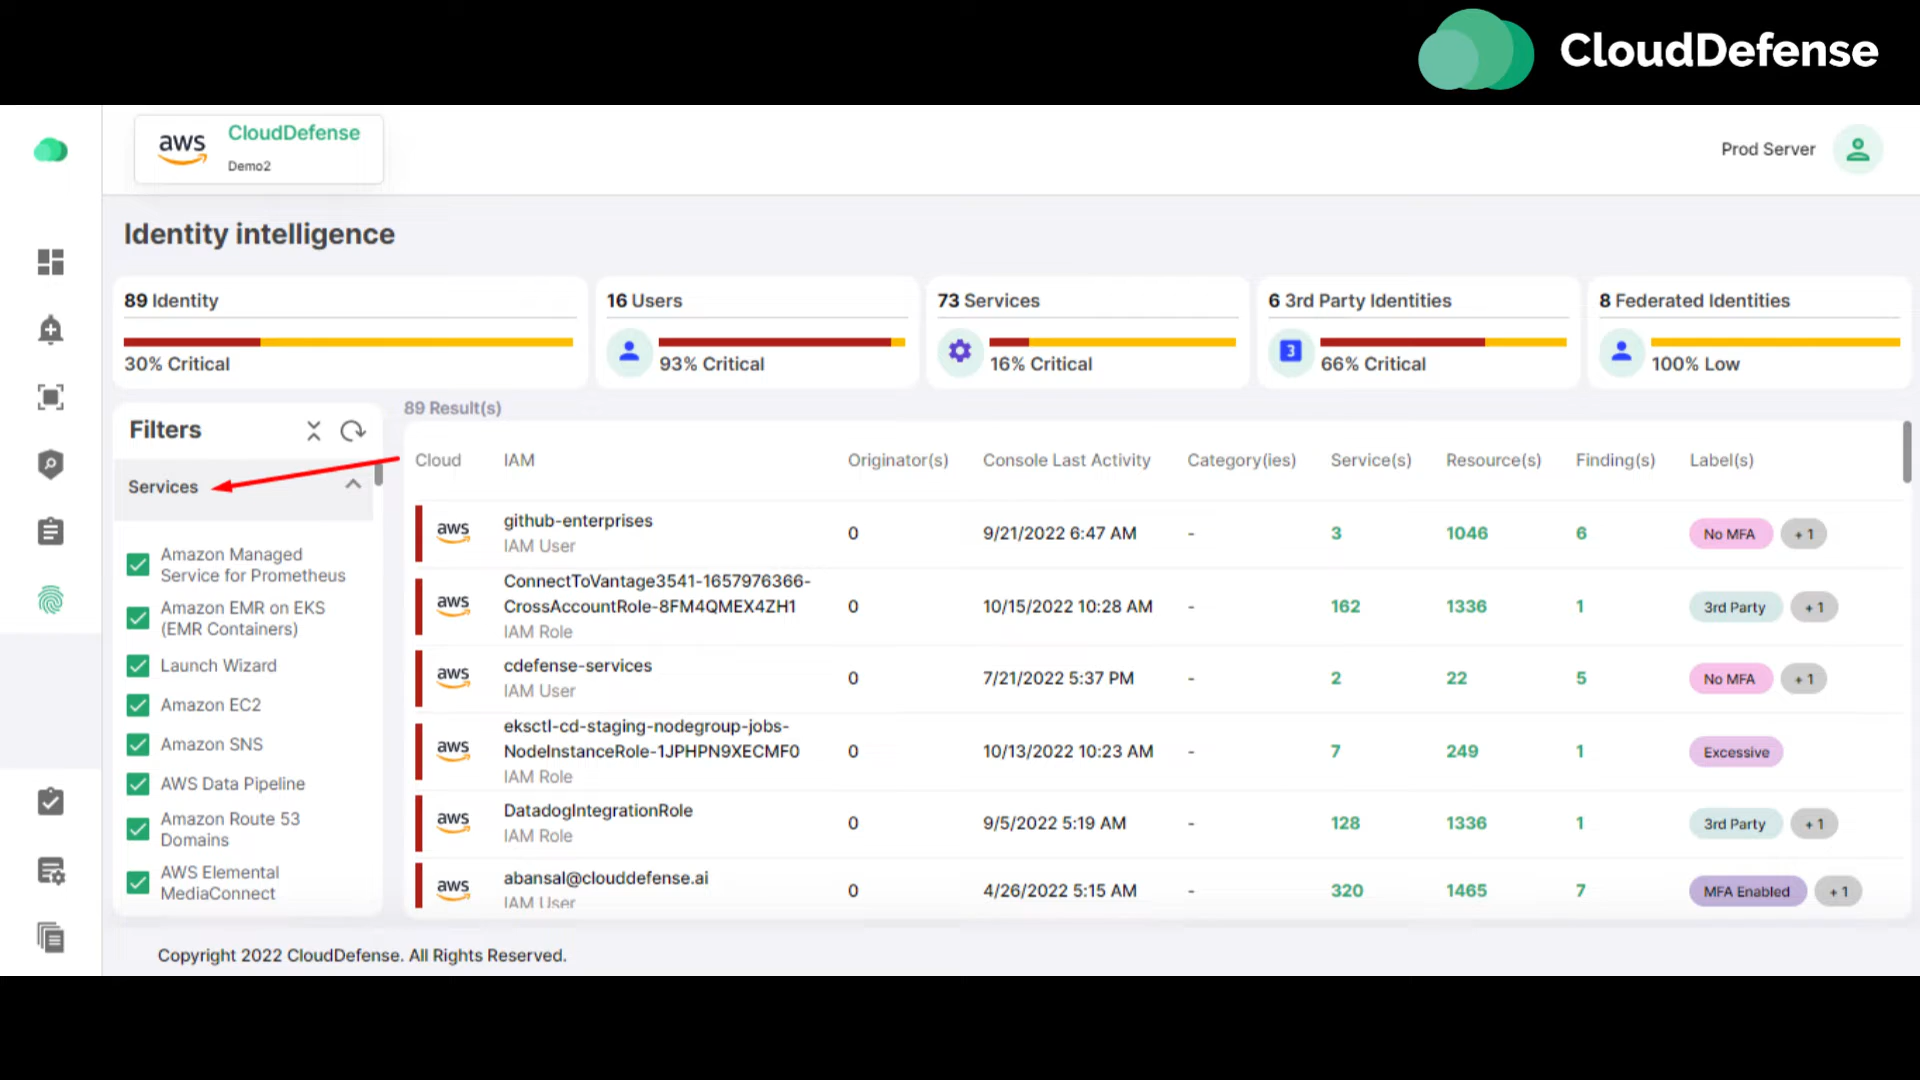 CloudDefense
aws CloudDefense
Demo2
Prod Server
Identity intelligence
89 Identity
30% Critical
16 Users
93% Critical
73 Services
16% Critical
6 3rd Party Identities
3
66% Critical
8 Federated Identities
100% Low
Filters
Services
Amazon Managed
Service for Prometheus
Amazon EMR on EKS
(EMR Containers)
Launch Wizard
Amazon EC2
Amazon SNS
AWS Data Pipeline
Amazon Route 53
Domains
AWS Elemental
MediaConnect
89 Result(s)
Cloud IAM Originator(s) Console Last Activity Category(ies) Service(s) Resource(s) Finding(s) Label(s)
aws github-enterprises 0 9/21/2022 6:47 AM - 3 1046 6 No MFA + 1
IAM User
ConnectToVantage3541-1657976366-
aws CrossAccountRole-8FM4QMEX4ZH1 0 10/15/2022 10:28 AM - 162 1336 1 3rd Party + 1
IAM Role
aws cdefense-services 0 7/21/2022 5:37 PM - 2 22 5 No MFA + 1
IAM User
eksctl-cd-staging-nodegroup-jobs-
aws NodeInstanceRole-1JPHPN9XECMF0 0 10/13/2022 10:23 AM - 7 249 1 Excessive
IAM Role
aws DatadogIntegrationRole 0 9/5/2022 5:19 AM - 128 1336 1 3rd Party + 1
IAM Role
aws abansal@clouddefense.ai 0 4/26/2022 5:15 AM - 320 1465 7 MFA Enabled + 1
IAM User
Copyright 2022 CloudDefense. All Rights Reserved.